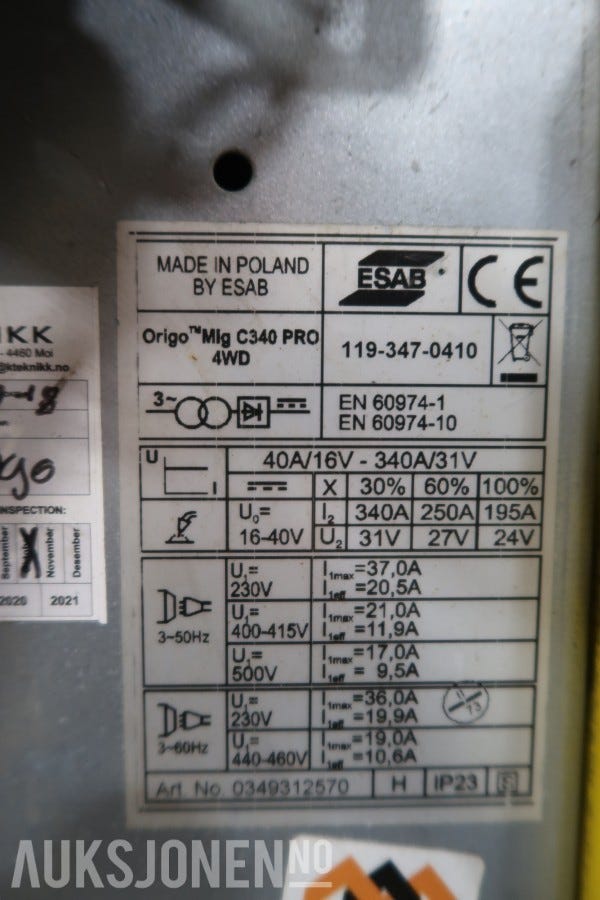 MADE IN POLAND
BY ESAB
ESAB
CE
Origo™Mig C340 PRO
4WD
119-347-0410
3~
EN 60974-1
EN 60974-10
U
I
40A/16V - 340A/31V
X 30% 60% 100%
U₀=
16-40V
I₂ 340A 250A 195A
U₂ 31V 27V 24V
3~50Hz
U₁=
230V
I₁max=37,0A
I₁eff =20,5A
U₁=
400-415V
I₁max=21,0A
I₁eff =11,9A
U₁=
500V
I₁max=17,0A
I₁eff = 9,5A
3~60Hz
U₁=
230V
I₁max=36,0A
I₁eff =19,9A
U₁=
440-460V
I₁max=19,0A
I₁eff =10,6A
Art. No. 0349312570 H IP23 S
IKK
- 4460 Moi
@kteknikk.no
INSPECTION:
September
November
Desember
2020 2021
AUKSJONEN.NO